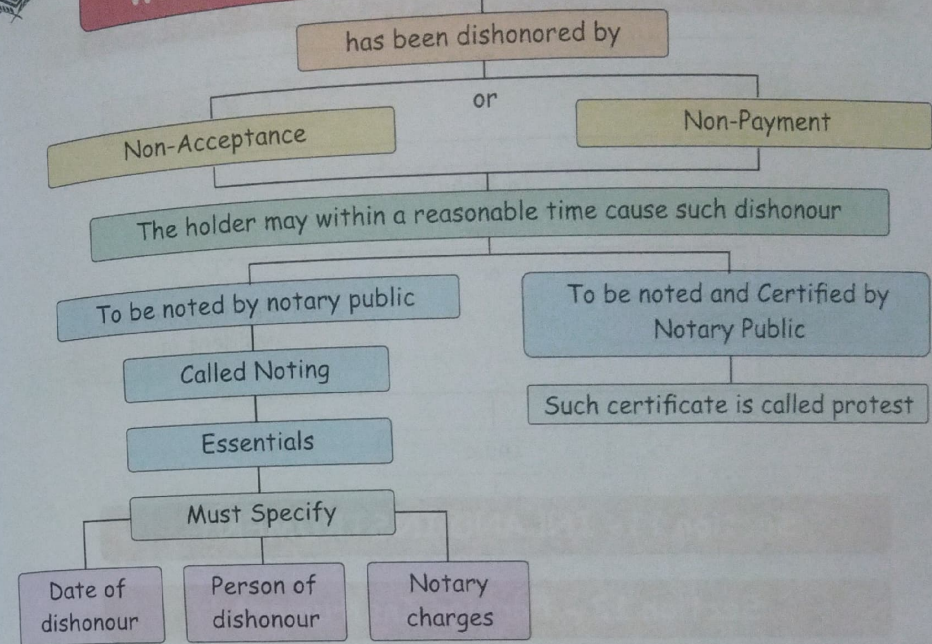 has been dishonored by
or
Non-Acceptance
Non-Payment
The holder may within a reasonable time cause such dishonour
To be noted by notary public
To be noted and Certified by
Notary Public
Called Noting
Such certificate is called protest
Essentials
Must Specify
Date of
dishonour
Person of
dishonour
Notary
charges